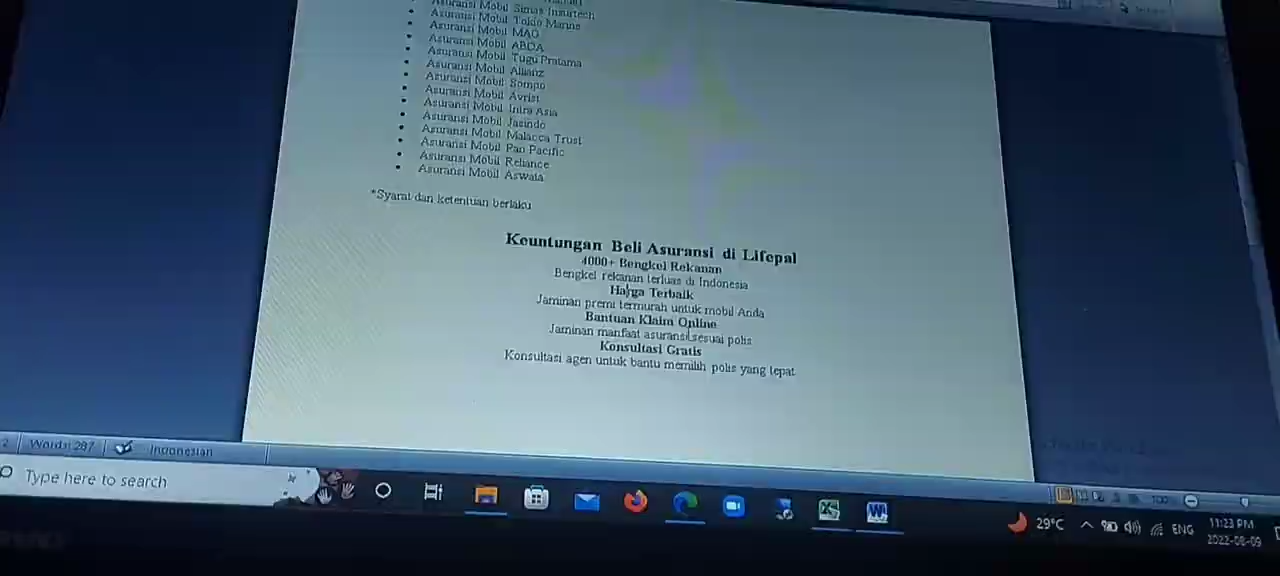 Asuransi Mobil Simas Insurtech
Asuransi Mobil Tokio Marine
Asuransi Mobil MAG
Asuransi Mobil ABDA
Asuransi Mobil Tugu Pratama
Asuransi Mobil Allianz
Asuransi Mobil Sompo
Asuransi Mobil Avrist
Asuransi Mobil Intra Asia
Asuransi Mobil Jasindo
Asuransi Mobil Malacca Trust
Asuransi Mobil Pan Pacific
Asuransi Mobil Reliance
Asuransi Mobil Aswata
*Syarat dan ketentuan berlaku
Keuntungan Beli Asuransi di Lifepal
4000+ Bengkel Rekanan
Bengkel rekanan terluas di Indonesia
Harga Terbaik
Jaminan premi termurah untuk mobil Anda
Bantuan Klaim Online
Jaminan manfaat asuransi sesuai polis
Konsultasi Gratis
Konsultasi agen untuk bantu memilih polis yang tepat
2 Words: 287 Indonesian
Type here to search
29°C ENG 11:23 PM
2022-08-09